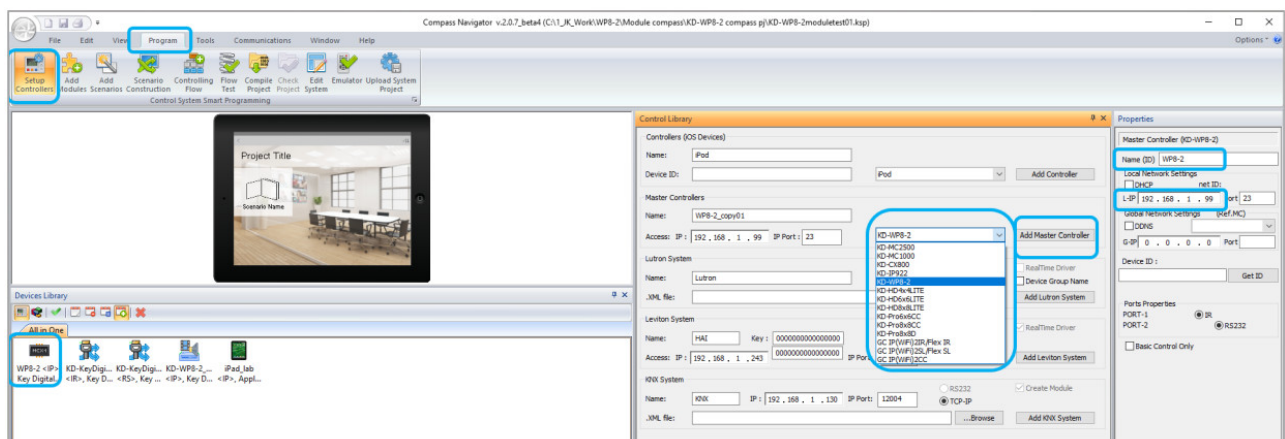 Compass Navigator v.2.0.7_beta4 (C:\1_JK_Work\WP8-2\Module compass\KD-WP8-2 compass pj\KD-WP8-2moduletest01.ksp)
File Edit View Program Tools Communications Window Help Options
Setup Controllers
Add Modules
Add Scenarios
Scenario Construction
Controlling Flow
Flow Test
Compile Project
Check Project
Edit System
Emulator
Upload System Project
Control System Smart Programming
Project Title
Scenario Name
Devices Library
All in One
WP8-2 <IP> KD-KeyDigi... KD-KeyDigi... KD-WP8-2_... iPad_lab
Key Digital... <IR>, Key D... <RS>, Key ... <IP>, Key D... <IP>, Appl...
Control Library
Controllers (iOS Devices)
Name: iPod
Device ID: iPod Add Controller
Master Controllers
Name: WP8-2_copy01
Access: IP : 192 . 168 . 1 . 99 IP Port : 23 KD-WP8-2 Add Master Controller
KD-MC2500
KD-MC1000
KD-CX800
KD-IP922
KD-WP8-2
KD-HD4x4LITE
KD-HD6x6LITE
KD-HD8x8LITE
KD-Pro6x6CC
KD-Pro8x8CC
KD-Pro8x8D
GC IP(WiFi)2IR/Flex IR
GC IP(WiFi)2SL/Flex SL
GC IP(WiFi)2CC
Lutron System
RealTime Driver
Name: Lutron Device Group Name
.XML file: Add Lutron System
Leviton System
Name: HAI Key : 0000000000000000 RealTime Driver
0000000000000000
Access: IP : 192 . 168 . 1 . 243 IP Por Add Leviton System
KNX System
RS232 Create Module
Name: KNX IP : 192 . 168 . 1 . 130 IP Port: 12004 TCP-IP
.XML file: ...Browse Add KNX System
Properties
Master Controller (KD-WP8-2)
Name (ID) WP8-2
Local Network Settings
DHCP net ID:
L-IP 192 . 168 . 1 . 99 ort 23
Global Network Settings (Ref.MC)
DDNS
G-IP 0 . 0 . 0 . 0 Port
Device ID :
Get ID
Ports Properties
PORT-1 IR
PORT-2 RS232
Basic Control Only